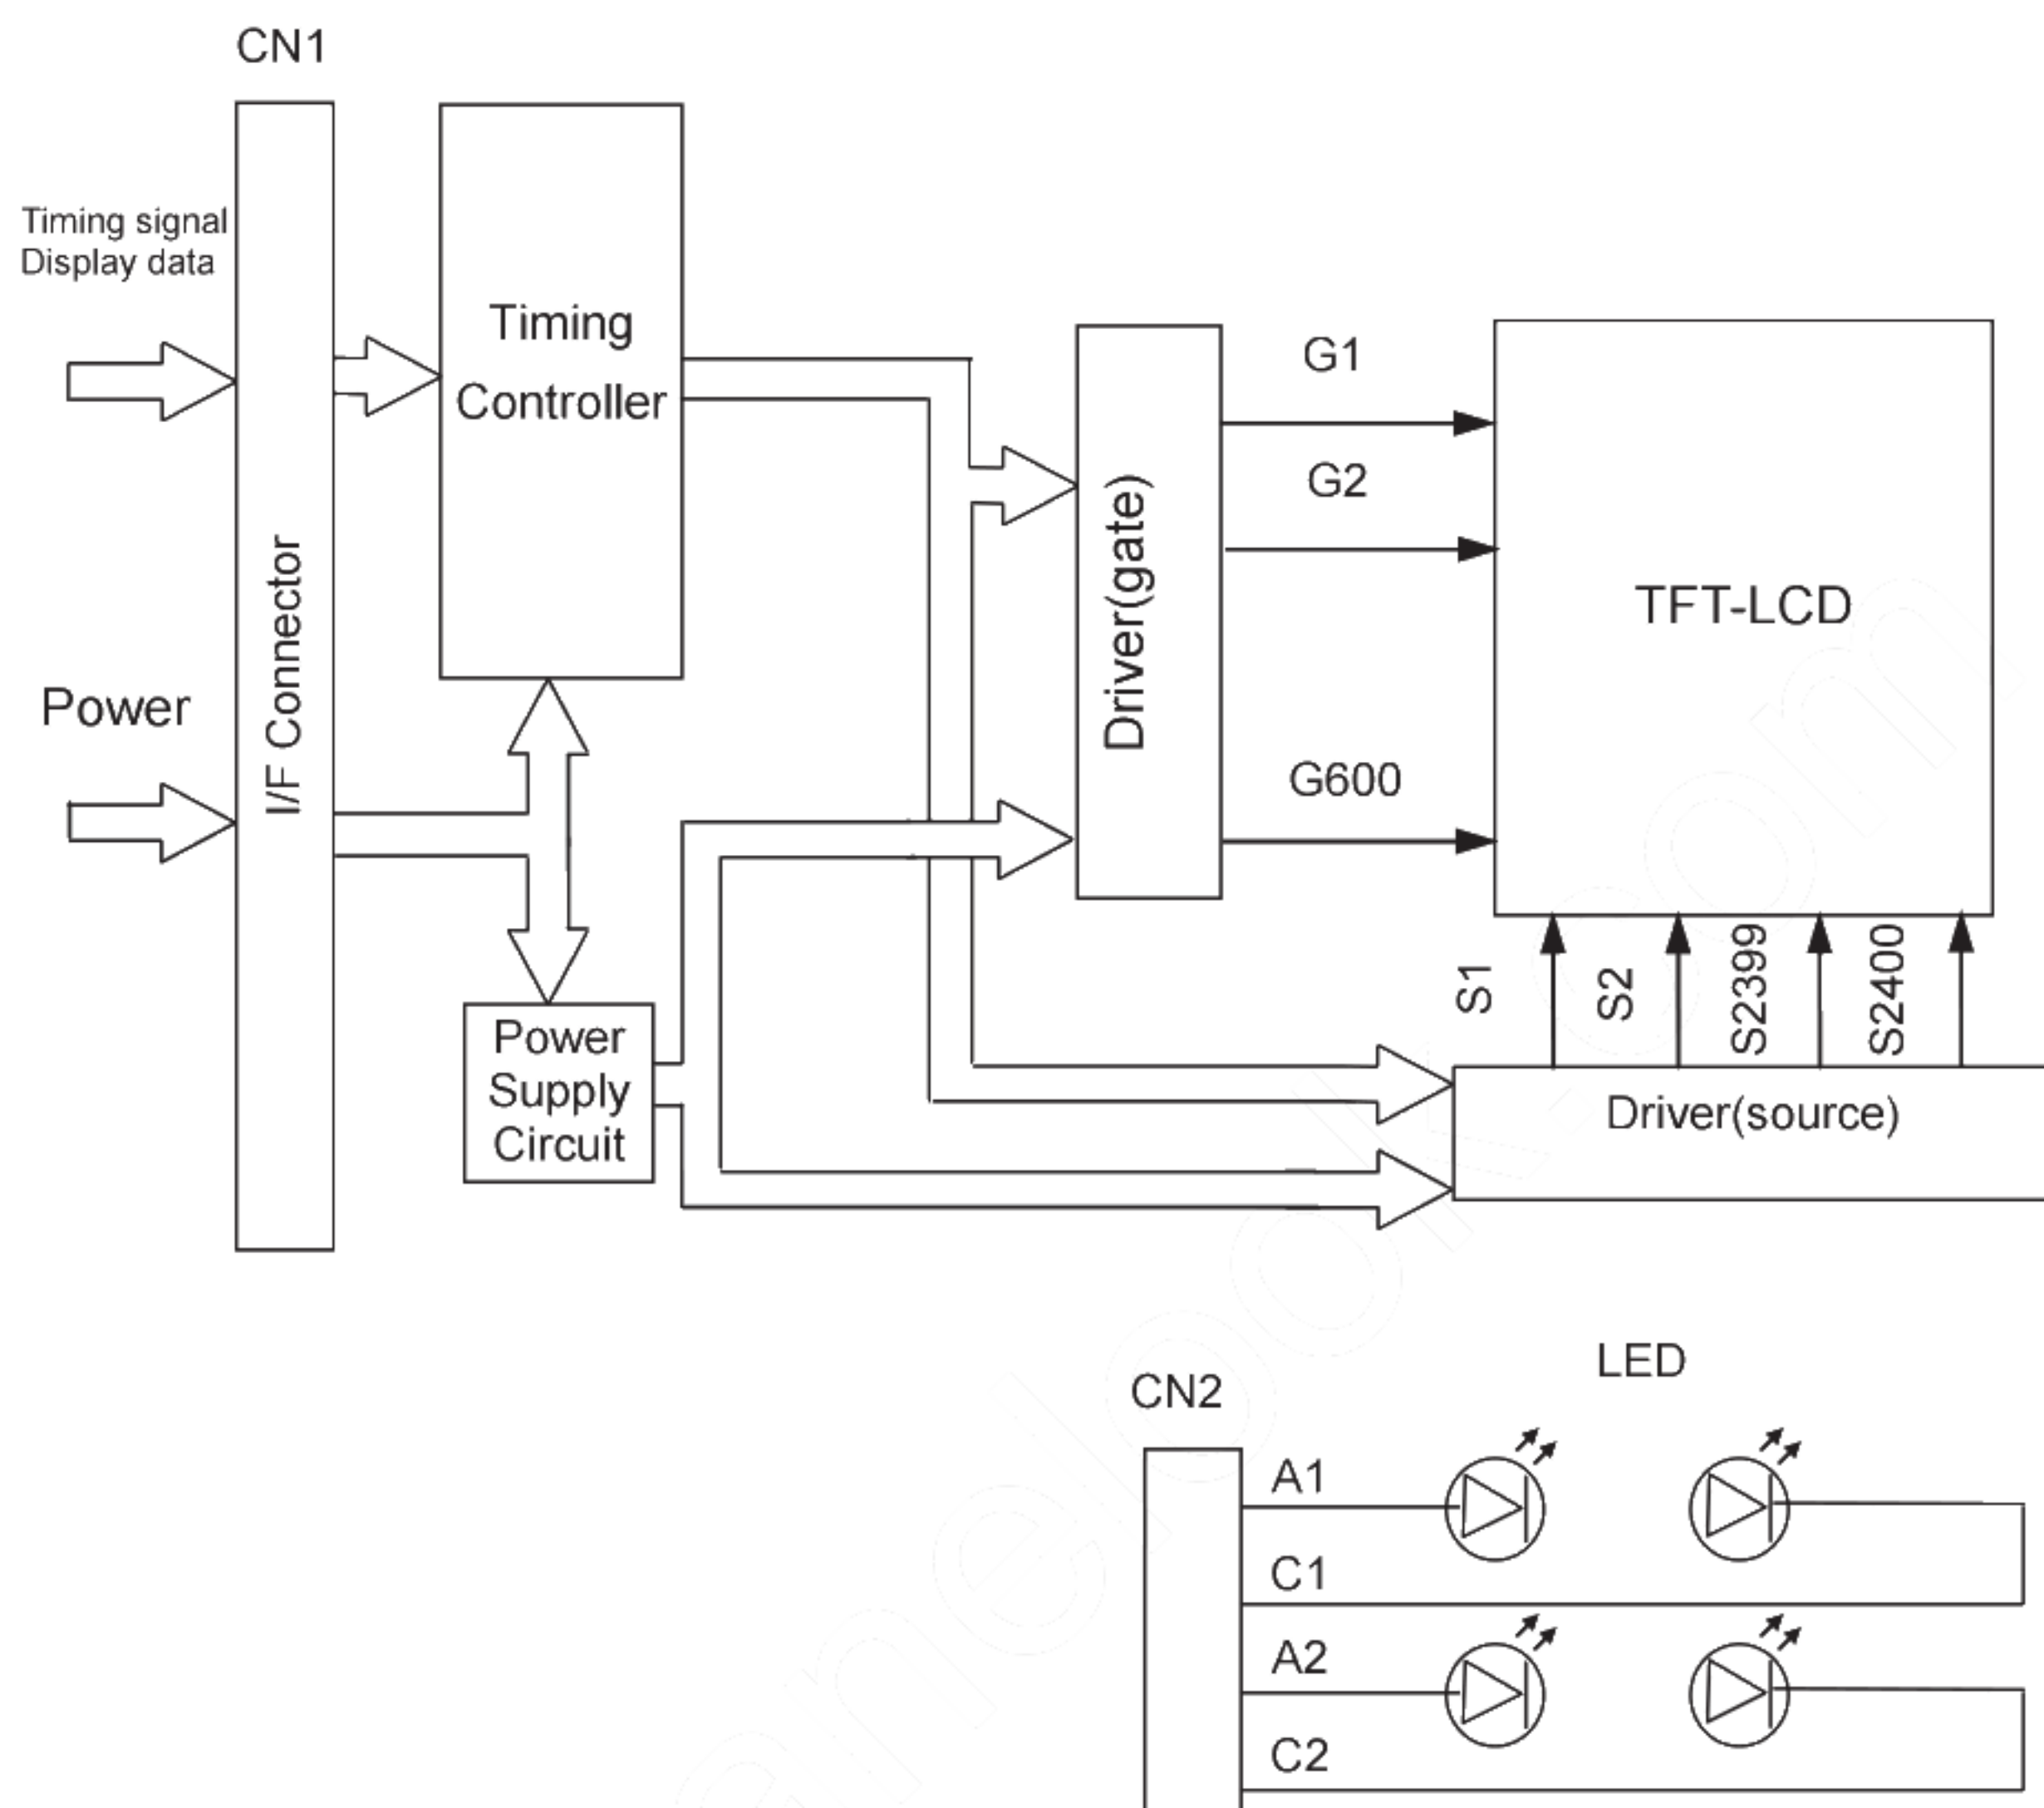 CN1
Timing signal
Display data
Power
I/F Connector
Timing
Controller
Power
Supply
Circuit
Driver(gate)
G1
G2
G600
TFT-LCD
S1
S2
S2399
S2400
Driver(source)
LED
CN2
A1
C1
A2
C2